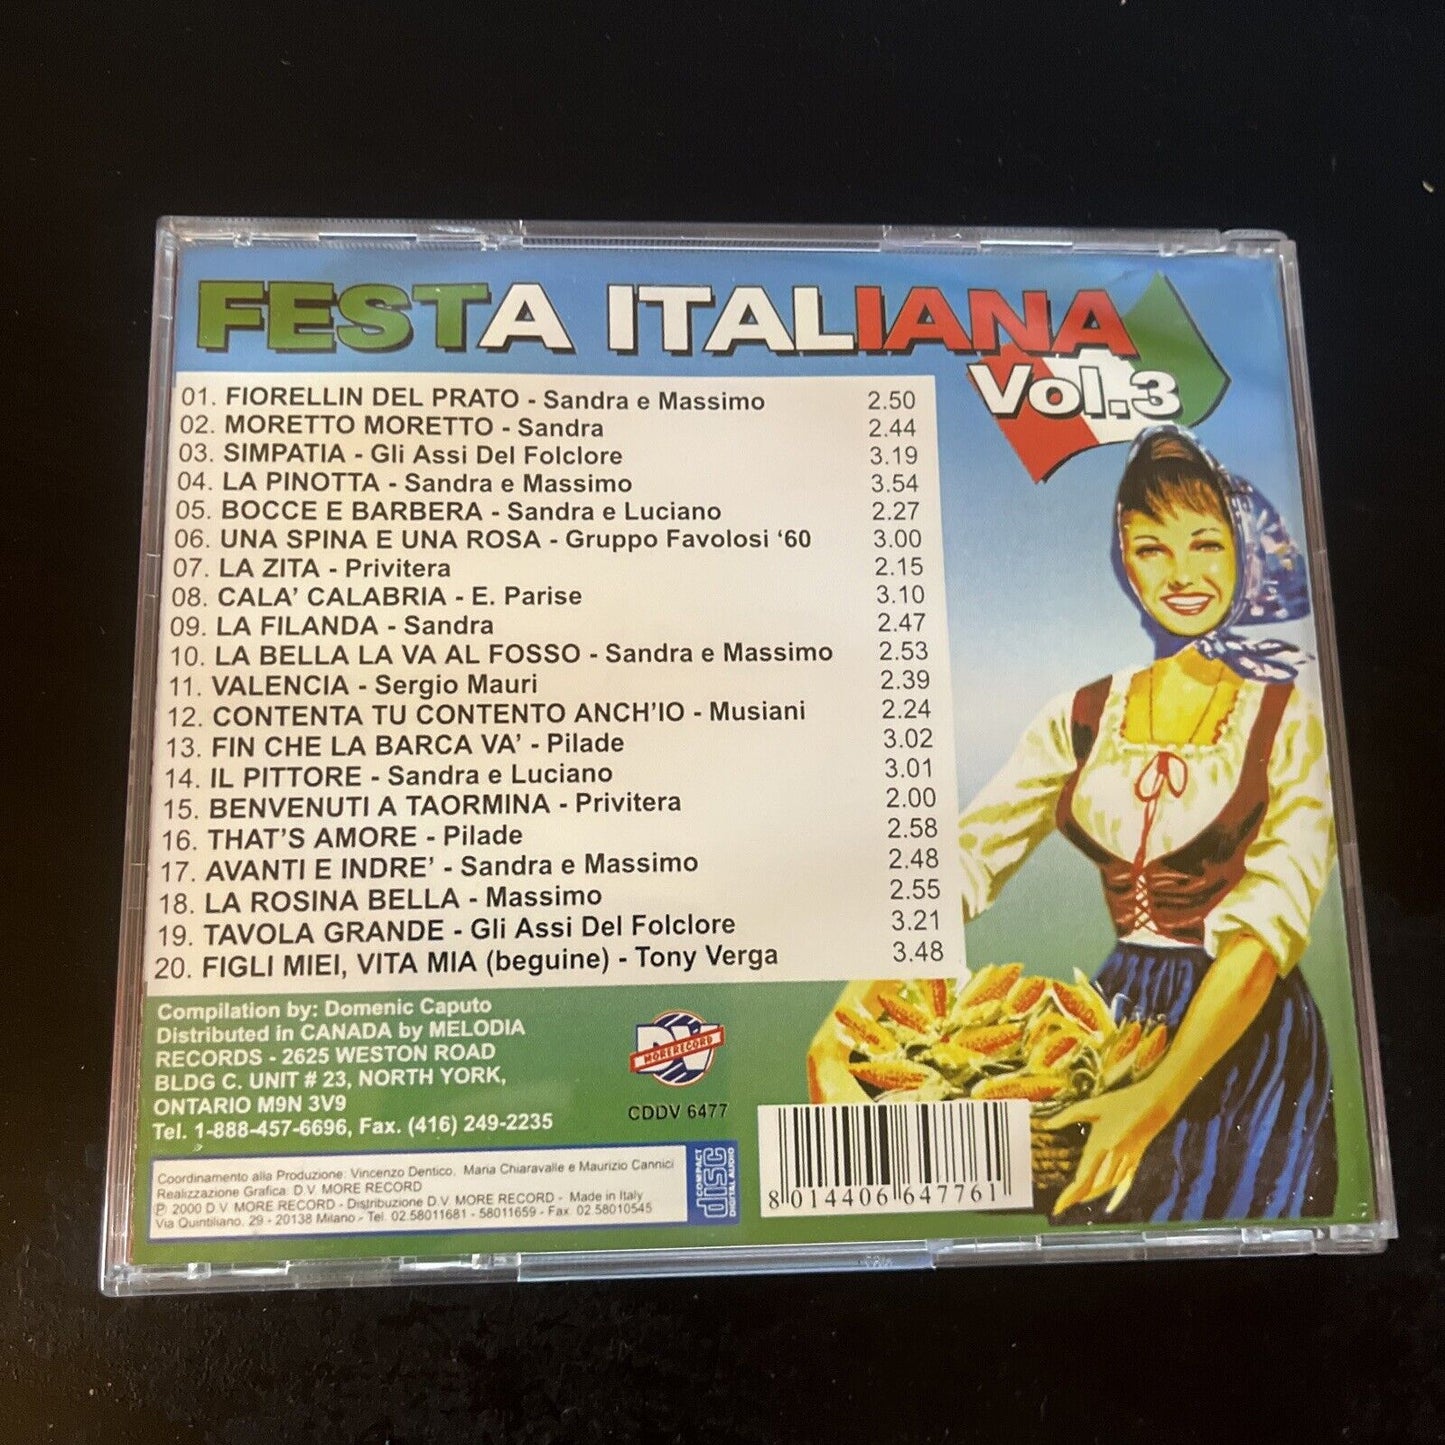 FESTA ITALIANA
Vol.3
01. FIORELLIN DEL PRATO - Sandra e Massimo 2.50
02. MORETTO MORETTO - Sandra 2.44
03. SIMPATIA - Gli Assi Del Folclore 3.19
04. LA PINOTTA - Sandra e Massimo 3.54
05. BOCCE E BARBERA - Sandra e Luciano 2.27
06. UNA SPINA E UNA ROSA - Gruppo Favolosi ‘60 3.00
07. LA ZITA - Privitera 2.15
08. CALA’ CALABRIA - E. Parise 3.10
09. LA FILANDA - Sandra 2.47
10. LA BELLA LA VA AL FOSSO - Sandra e Massimo 2.53
11. VALENCIA - Sergio Mauri 2.39
12. CONTENTA TU CONTENTO ANCH’IO - Musiani 2.24
13. FIN CHE LA BARCA VA’ - Pilade 3.02
14. IL PITTORE - Sandra e Luciano 3.01
15. BENVENUTI A TAORMINA - Privitera 2.00
16. THAT’S AMORE - Pilade 2.58
17. AVANTI E INDRE’ - Sandra e Massimo 2.48
18. LA ROSINA BELLA - Massimo 2.55
19. TAVOLA GRANDE - Gli Assi Del Folclore 3.21
20. FIGLI MIEI, VITA MIA (beguine) - Tony Verga 3.48
Compilation by: Domenic Caputo
Distributed in CANADA by MELODIA
RECORDS - 2625 WESTON ROAD
BLDG C. UNIT # 23, NORTH YORK,
ONTARIO M9N 3V9
Tel. 1-888-457-6696, Fax. (416) 249-2235
DV
MORE RECORD
CDDV 6477
Coordinamento alla Produzione: Vincenzo Dentico, Maria Chiaravalle e Maurizio Cannici
Realizzazione Grafica: D.V. MORE RECORD
℗ 2000 D.V. MORE RECORD - Distribuzione D.V. MORE RECORD - Made in Italy
Via Quintiliano, 29 - 20138 Milano - Tel. 02.58011681 - 58011659 - Fax. 02.58010545
COMPACT
disc
DIGITAL AUDIO
8 014406 647761